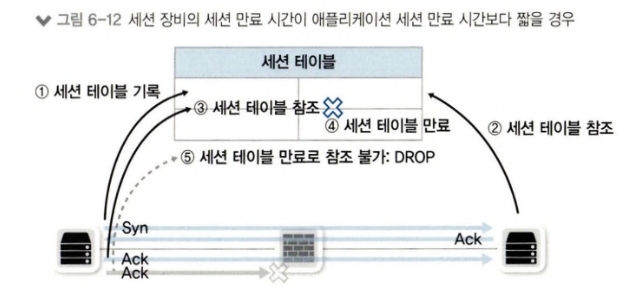 그림 6-12 세션 장비의 세션 만료 시간이 애플리케이션 세션 만료 시간보다 짧을 경우
세션 테이블
① 세션 테이블 기록
③ 세션 테이블 참조
④ 세션 테이블 만료
② 세션 테이블 참조
⑤ 세션 테이블 만료로 참조 불가: DROP
Syn
Ack
Ack
Ack